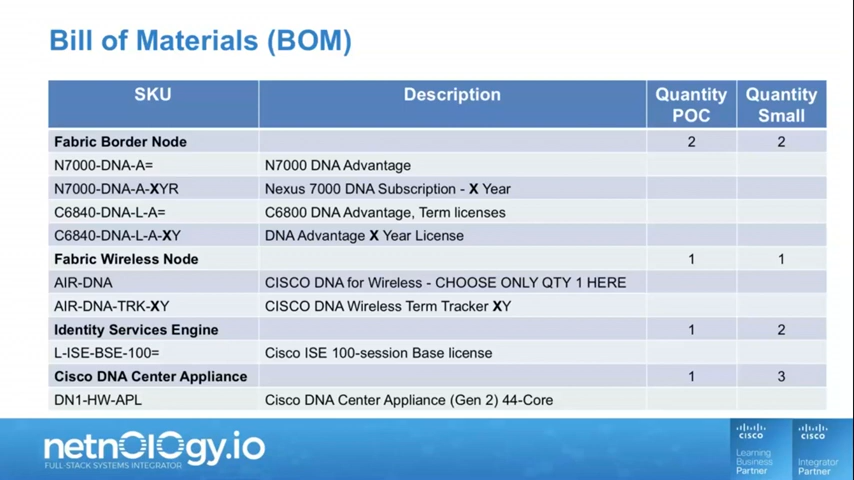 Bill of Materials (BOM)
SKU Description Quantity POC Quantity Small
Fabric Border Node 2 2
N7000-DNA-A= N7000 DNA Advantage
N7000-DNA-A-XYR Nexus 7000 DNA Subscription - X Year
C6840-DNA-L-A= C6800 DNA Advantage, Term licenses
C6840-DNA-L-A-XY DNA Advantage X Year License
Fabric Wireless Node 1 1
AIR-DNA CISCO DNA for Wireless - CHOOSE ONLY QTY 1 HERE
AIR-DNA-TRK-XY CISCO DNA Wireless Term Tracker XY
Identity Services Engine 1 2
L-ISE-BSE-100= Cisco ISE 100-session Base license
Cisco DNA Center Appliance 1 3
DN1-HW-APL Cisco DNA Center Appliance (Gen 2) 44-Core
netnology.io
FULL-STACK SYSTEMS INTEGRATOR
CISCO
Learning
Business
Partner
CISCO
Integrator
Partner